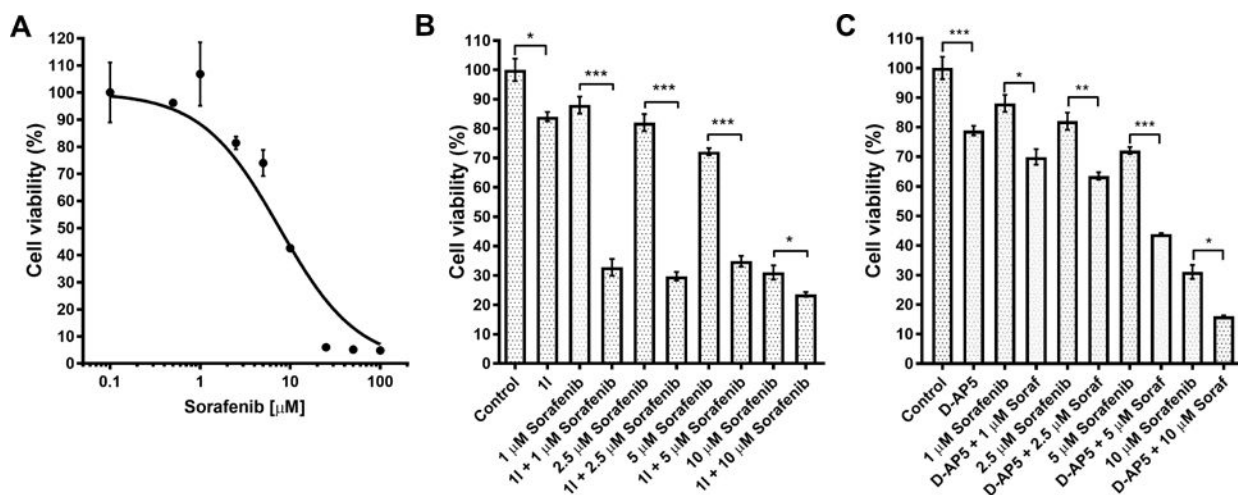 A
Cell viability (%)
120
110
100
90
80
70
60
50
40
30
20
10
0
0.1
1
10
100
Sorafenib [μM]
B
Cell viability (%)
110
100
90
80
70
60
50
40
30
20
10
0
*
***
***
***
*
Control
1l
1 μM Sorafenib
1l + 1 μM Sorafenib
2.5 μM Sorafenib
1l + 2.5 μM Sorafenib
5 μM Sorafenib
1l + 5 μM Sorafenib
10 μM Sorafenib
1l + 10 μM Sorafenib
C
Cell viability (%)
110
100
90
80
70
60
50
40
30
20
10
0
***
*
**
***
*
Control
D-AP5
1 μM Sorafenib
D-AP5 + 1 μM Soraf
2.5 μM Sorafenib
D-AP5 + 2.5 μM Soraf
5 μM Sorafenib
D-AP5 + 5 μM Soraf
10 μM Sorafenib
D-AP5 + 10 μM Soraf